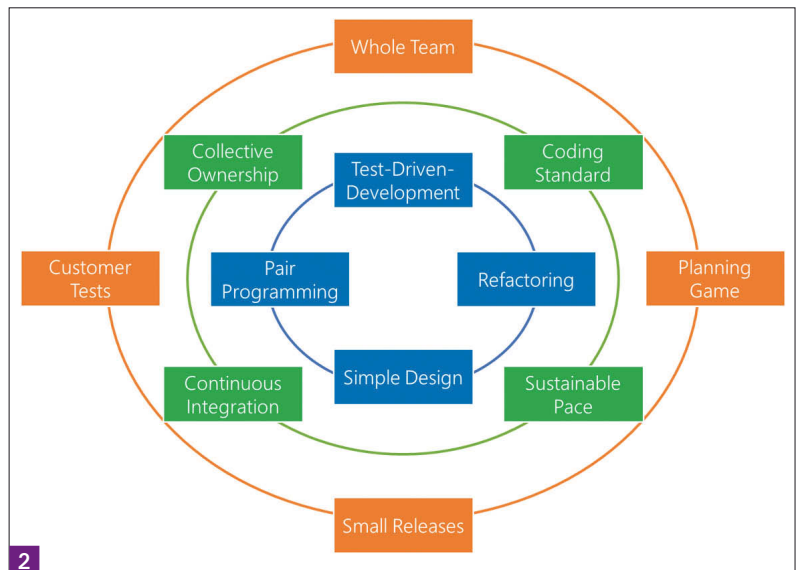 Whole Team
Collective
Ownership
Coding
Standard
Test-Driven-
Development
Customer
Tests
Pair
Programming
Refactoring
Planning
Game
Simple Design
Continuous
Integration
Sustainable
Pace
Small Releases
2